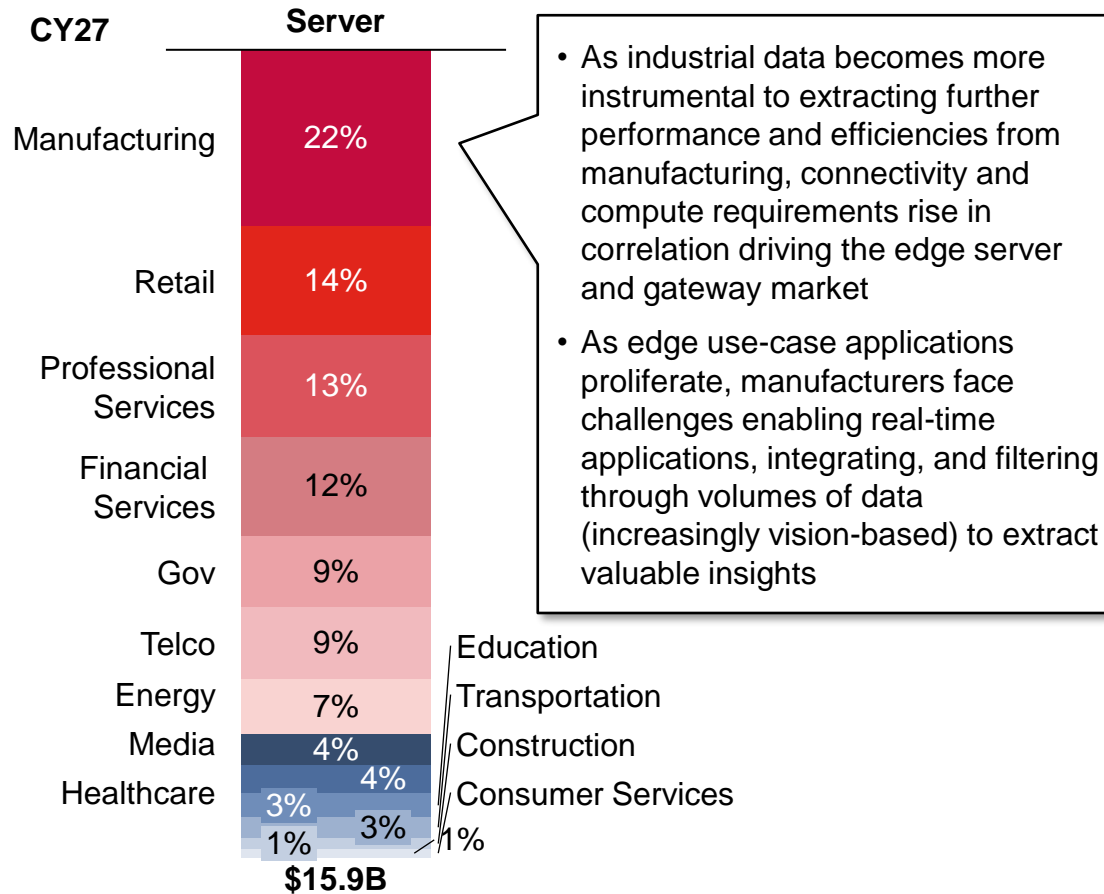 CY27
Server
Manufacturing
22%
Retail
14%
Professional
Services
13%
Financial
Services
12%
Gov
9%
Telco
9%
Energy
7%
Media
4%
Healthcare
4%
3%
3%
1%
1%
Education
Transportation
Construction
Consumer Services
$15.9B
• As industrial data becomes more
instrumental to extracting further
performance and efficiencies from
manufacturing, connectivity and
compute requirements rise in
correlation driving the edge server
and gateway market
• As edge use-case applications
proliferate, manufacturers face
challenges enabling real-time
applications, integrating, and filtering
through volumes of data
(increasingly vision-based) to extract
valuable insights